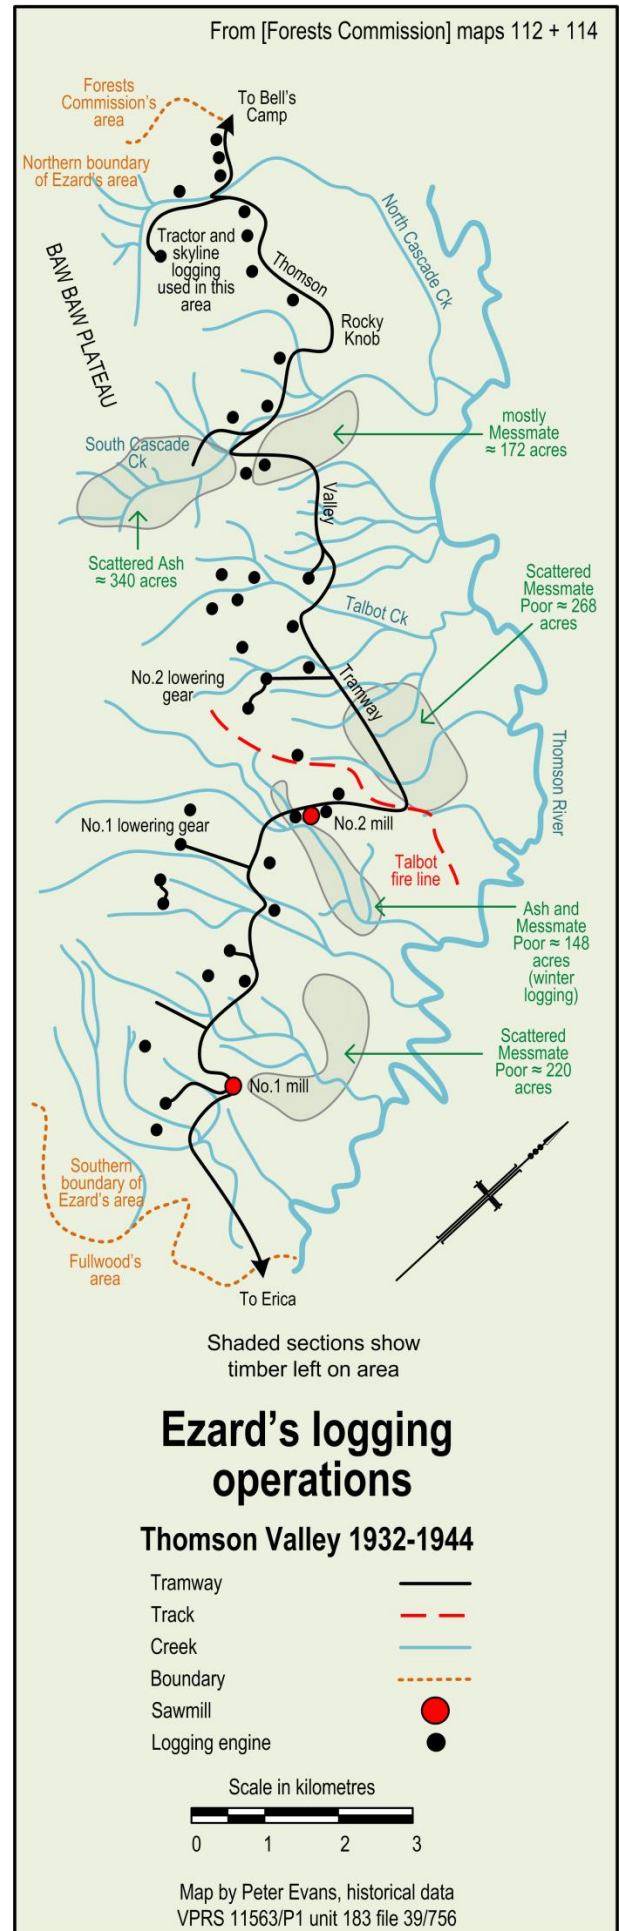 From [Forests Commission] maps 112 + 114
Forests
Commission's
area
To Bell's
Camp
Northern boundary
of Ezard's area
North Cascade Ck
Tractor and
skyline
logging
used in this
area
Thomson
BAW BAW PLATEAU
Rocky
Knob
mostly
Messmate
≈ 172 acres
South Cascade
Ck
Valley
Scattered Ash
≈ 340 acres
Scattered
Messmate
Poor ≈ 268
acres
Talbot Ck
No.2 lowering
gear
Tramway
Thomson River
No.1 lowering gear
No.2 mill
Talbot
fire line
Ash and
Messmate
Poor ≈ 148
acres
(winter
logging)
Scattered
Messmate
Poor ≈ 220
acres
No.1 mill
Southern
boundary of
Ezard's area
Fullwood's
area
To Erica
Shaded sections show
timber left on area
Ezard's logging
operations
Thomson Valley 1932-1944
Tramway
Track
Creek
Boundary
Sawmill
Logging engine
Scale in kilometres
0 1 2 3
Map by Peter Evans, historical data
VPRS 11563/P1 unit 183 file 39/756